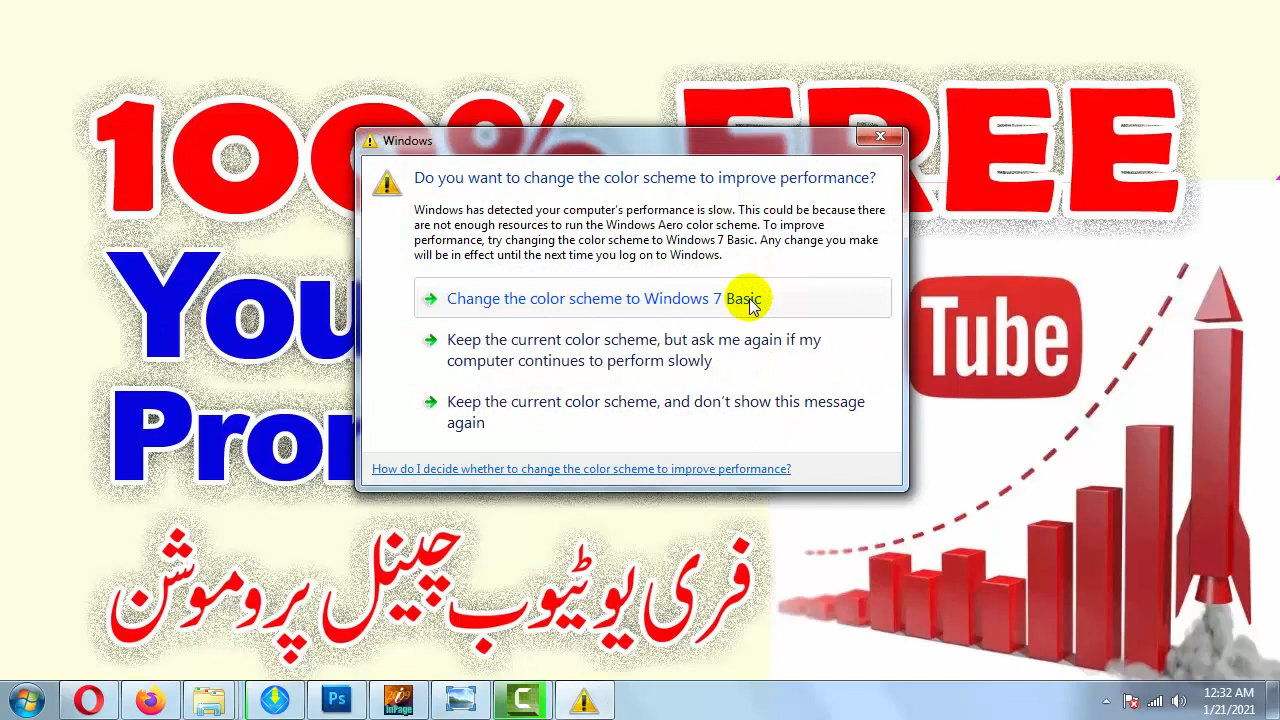 100% FREE
Windows
Do you want to change the color scheme to improve performance?
Windows has detected your computer's performance is slow. This could be because there
are not enough resources to run the Windows Aero color scheme. To improve
performance, try changing the color scheme to Windows 7 Basic. Any change you make
will be in effect until the next time you log on to Windows.
Change the color scheme to Windows 7 Basic
Keep the current color scheme, but ask me again if my
computer continues to perform slowly
Keep the current color scheme, and don't show this message
again
How do I decide whether to change the color scheme to improve performance?
You
Tube
Pro
فری یوٹیوب چینل پروموشن
Ps
InPage
12:32 AM
1/21/2021